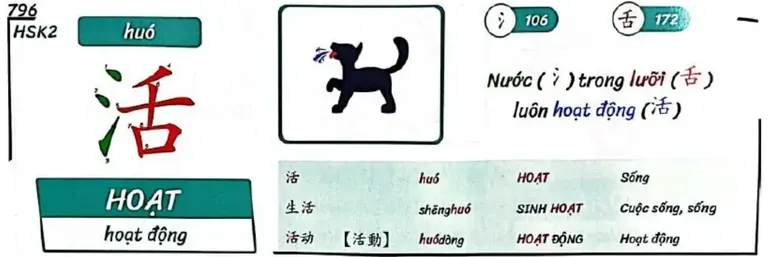 796
HSK2
huó
活
HOẠT
hoạt động
氵 106
舌 172
Nước (氵) trong lưỡi (舌)
luôn hoạt động (活)
活 huó HOẠT Sống
生活 shēnghuó SINH HOẠT Cuộc sống, sống
活动 【活動】 huódòng HOẠT ĐỘNG Hoạt động